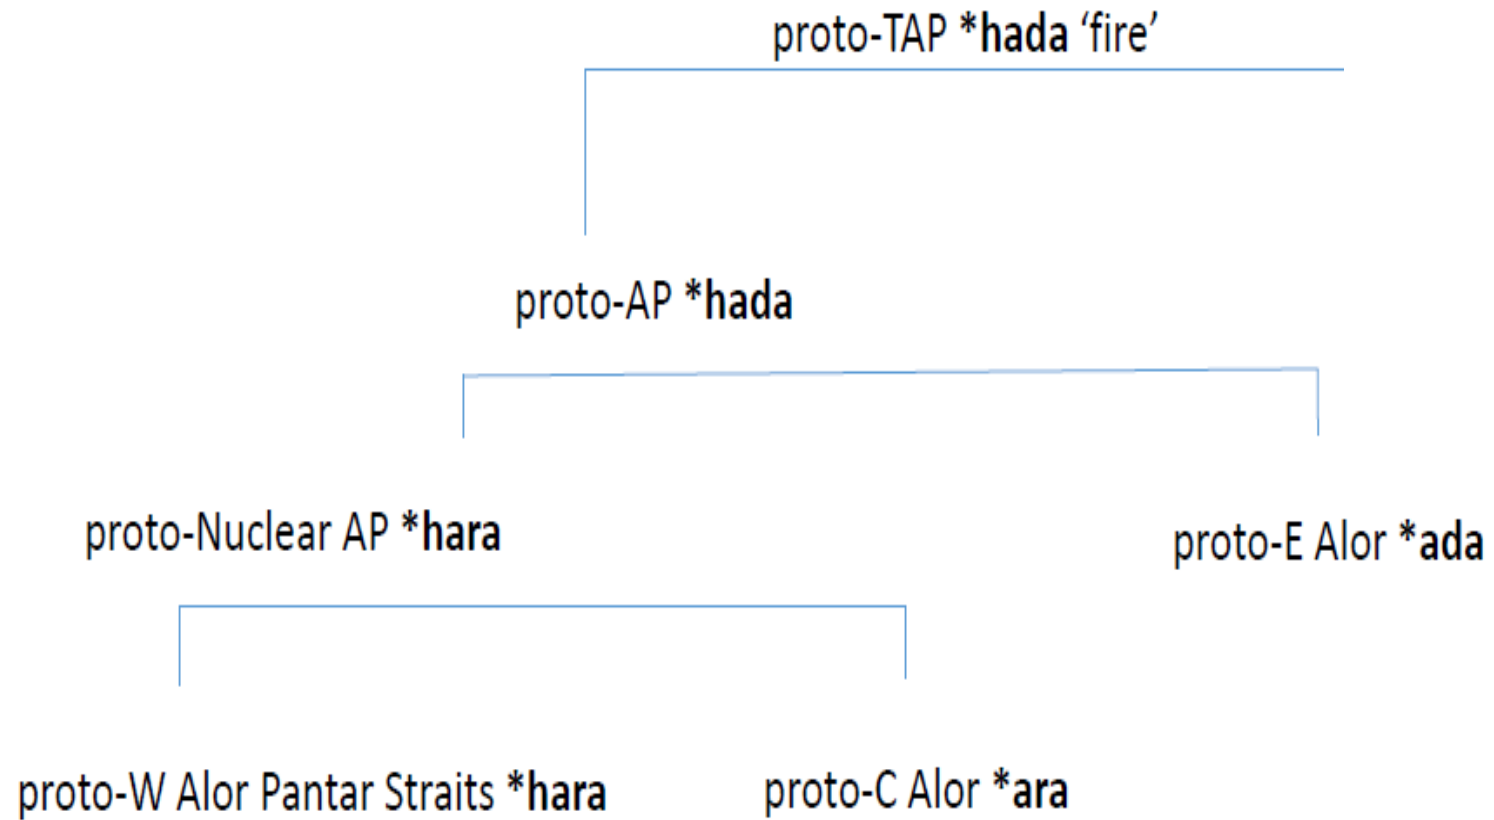 proto-TAP *hada ‘fire’
proto-AP *hada
proto-Nuclear AP *hara
proto-E Alor *ada
proto-W Alor Pantar Straits *hara
proto-C Alor *ara